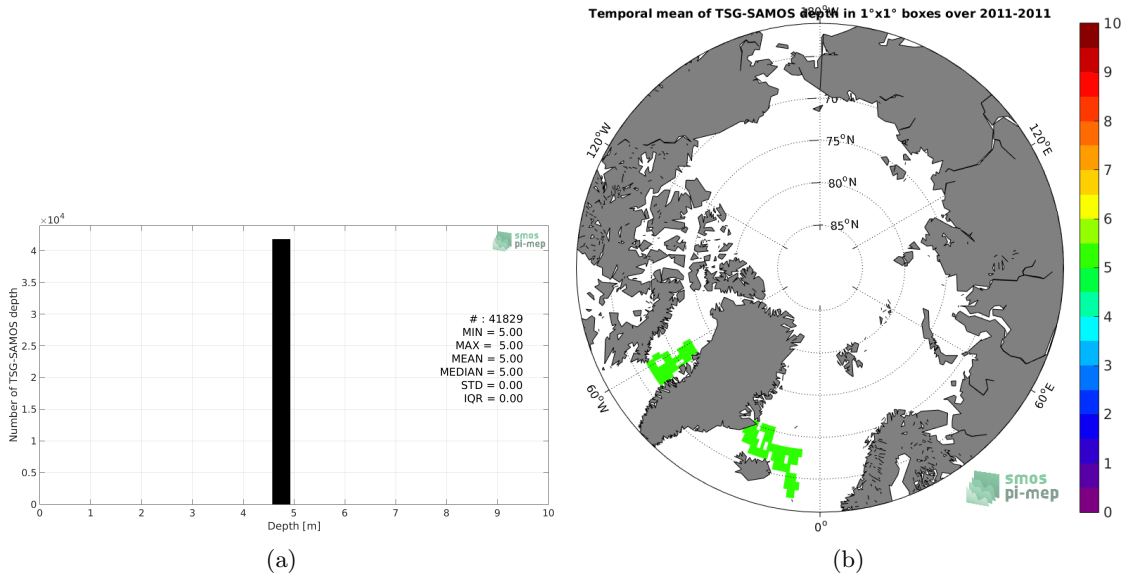 ×10⁴
4
3.5
3
2.5
2
1.5
1
0.5
0
Number of TSG-SAMOS depth
0 1 2 3 4 5 6 7 8 9 10
Depth [m]
smos
pi-mep
# : 41829
MIN = 5.00
MAX = 5.00
MEAN = 5.00
MEDIAN = 5.00
STD = 0.00
IQR = 0.00
(a)
Temporal mean of TSG-SAMOS depth in 1°x1° boxes over 2011-2011
180°W
120°W
120°E
60°W
60°E
0°
70°N
75°N
80°N
85°N
smos
pi-mep
10
9
8
7
6
5
4
3
2
1
0
(b)